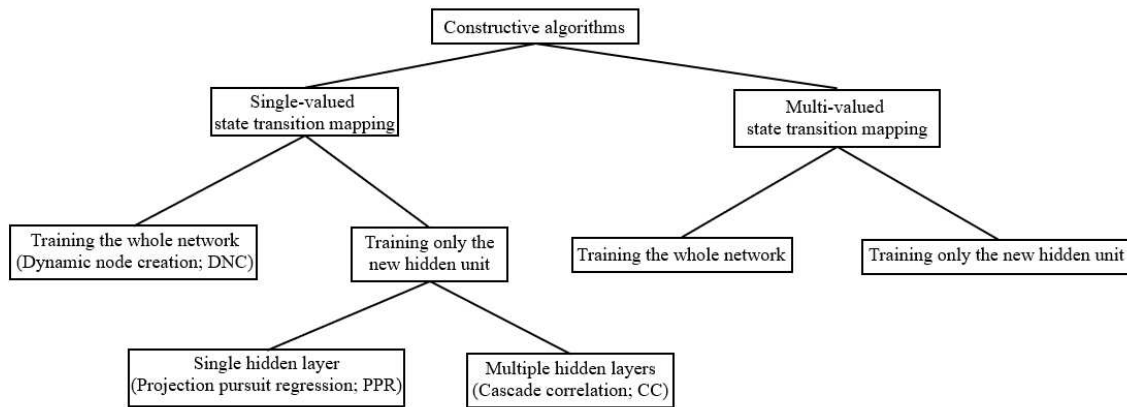 Constructive algorithms
Single-valued
state transition mapping
Multi-valued
state transition mapping
Training the whole network
(Dynamic node creation; DNC)
Training only the
new hidden unit
Training the whole network
Training only the new hidden unit
Single hidden layer
(Projection pursuit regression; PPR)
Multiple hidden layers
(Cascade correlation; CC)